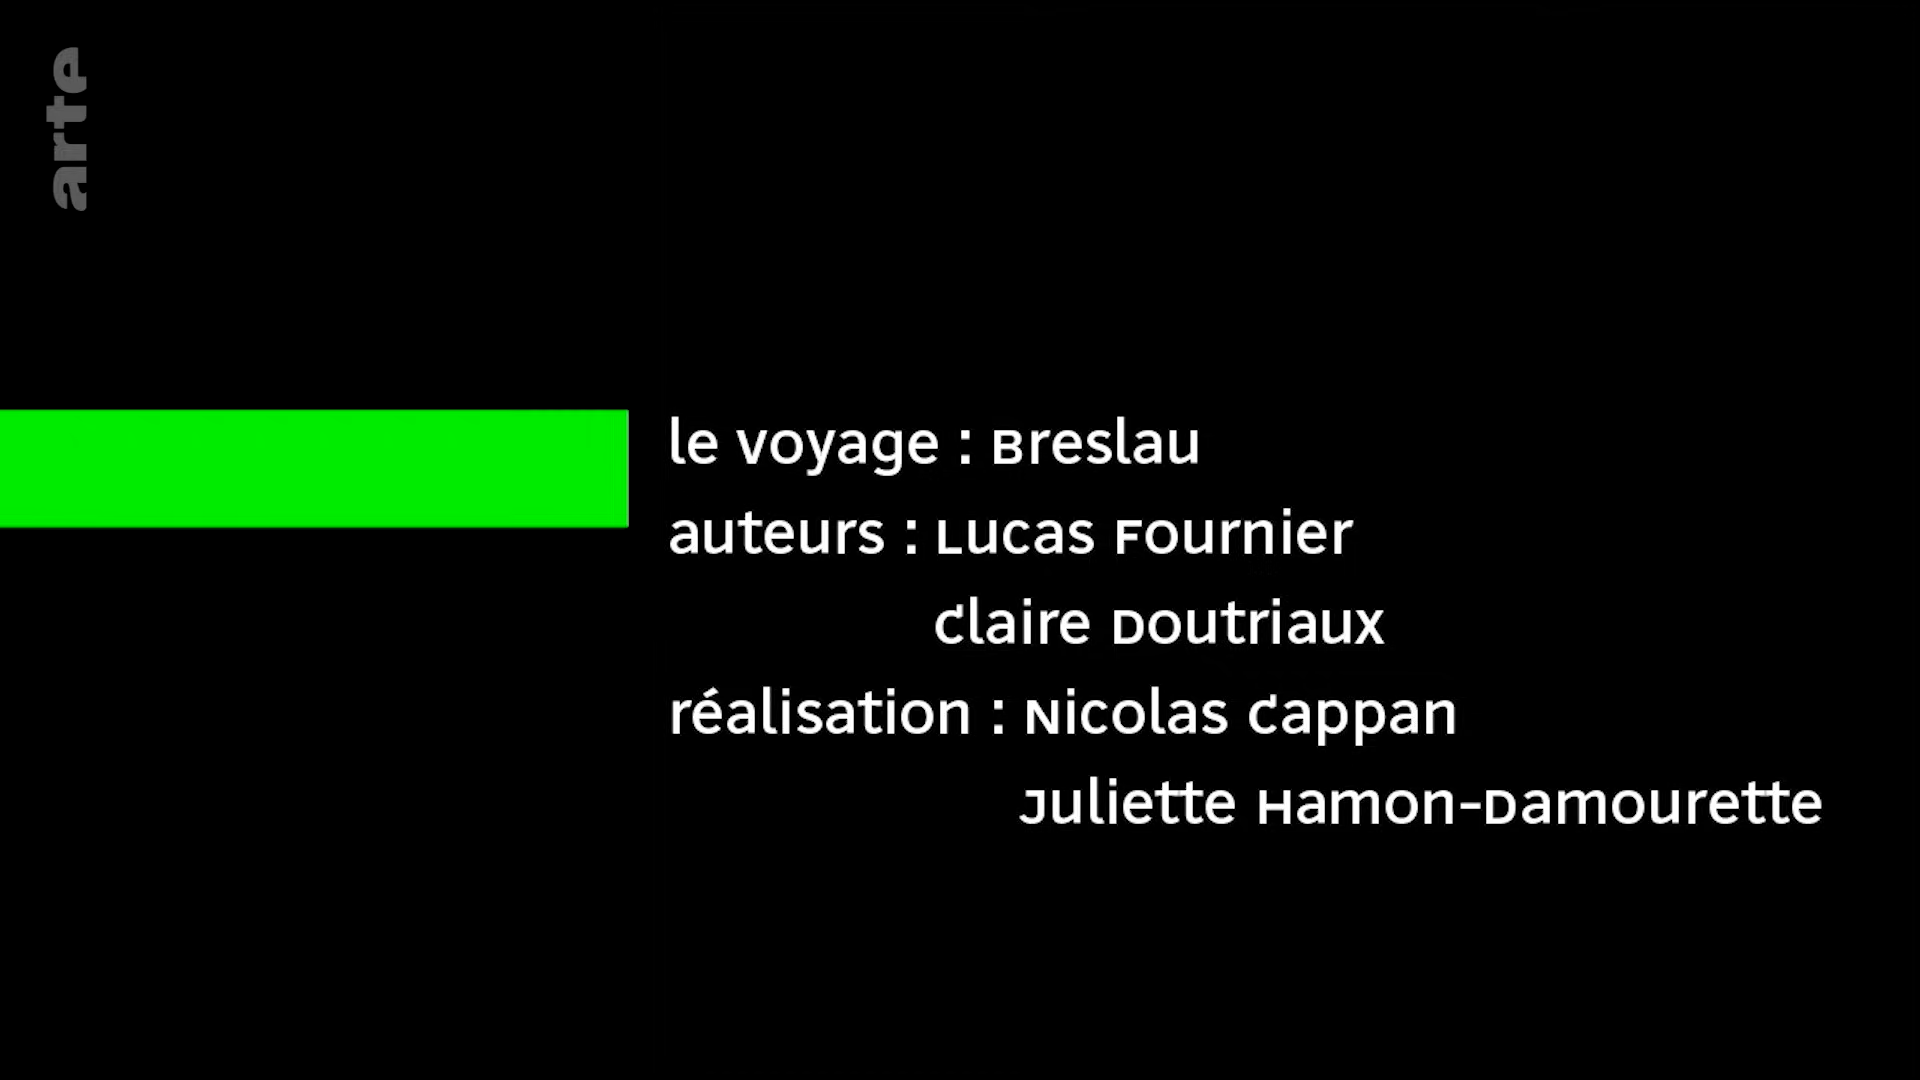 arte
le voyage : Breslau
auteurs : Lucas Fournier
Claire Doutriaux
réalisation : Nicolas Cappan
Juliette Hamon-Damourette